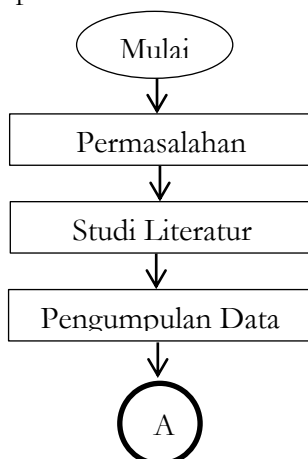 Mulai
Permasalahan
Studi Literatur
Pengumpulan Data
A